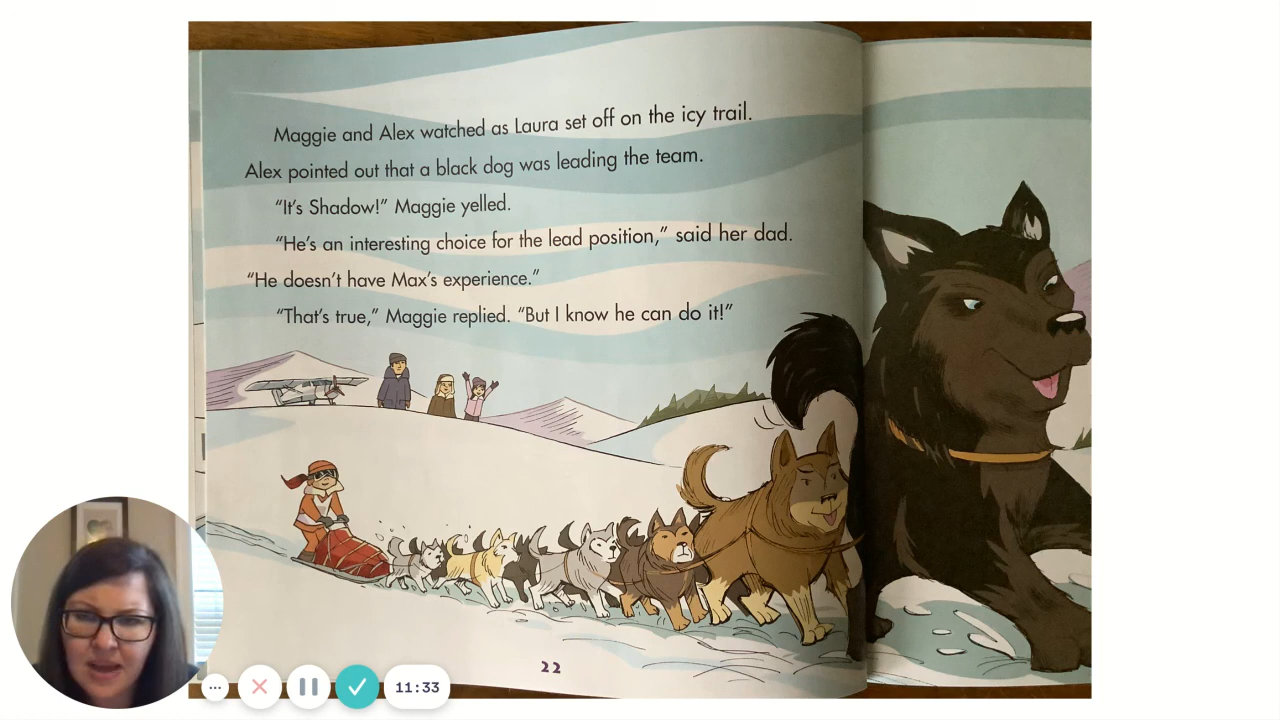 Maggie and Alex watched as Laura set off on the icy trail.
Alex pointed out that a black dog was leading the team.
“It’s Shadow!” Maggie yelled.
“He’s an interesting choice for the lead position,” said her dad.
“He doesn’t have Max’s experience.”
“That’s true,” Maggie replied. “But I know he can do it!”
22
11:33